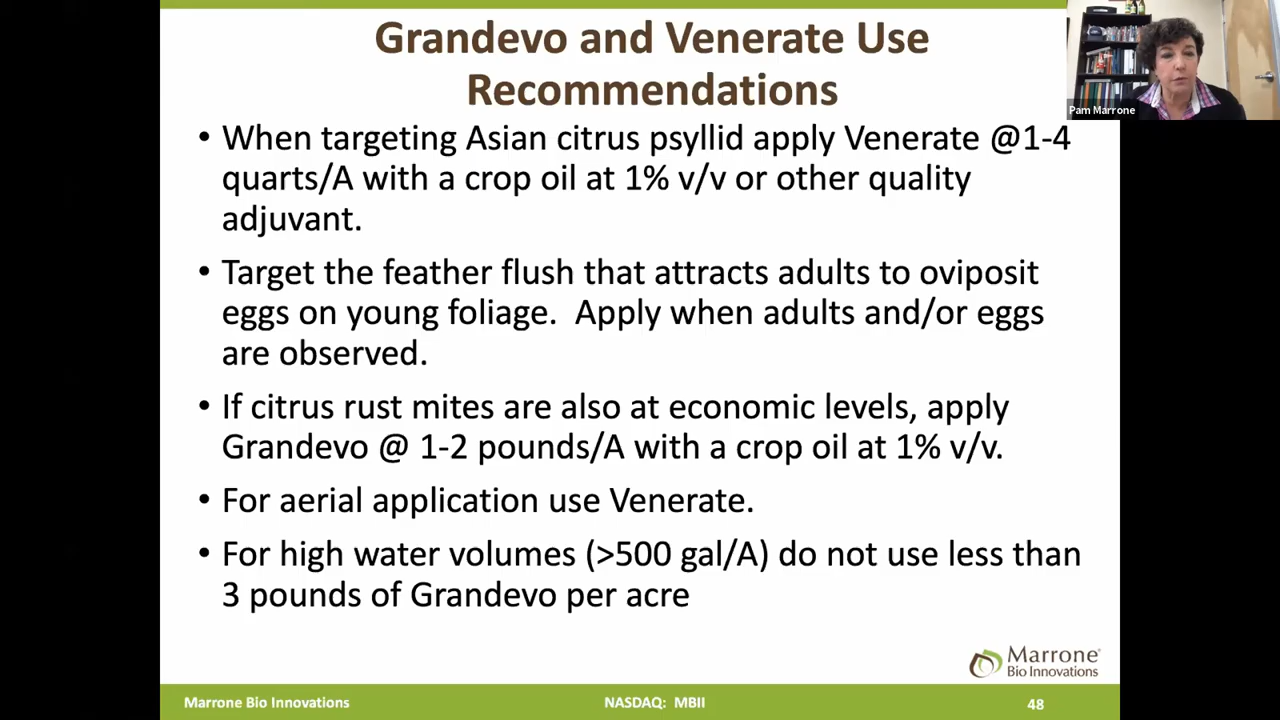 Grandevo and Venerate Use
Recommendations
• When targeting Asian citrus psyllid apply Venerate @1-4
quarts/A with a crop oil at 1% v/v or other quality
adjuvant.
• Target the feather flush that attracts adults to oviposit
eggs on young foliage.  Apply when adults and/or eggs
are observed.
• If citrus rust mites are also at economic levels, apply
Grandevo @ 1-2 pounds/A with a crop oil at 1% v/v.
• For aerial application use Venerate.
• For high water volumes (>500 gal/A) do not use less than
3 pounds of Grandevo per acre
Marrone®
Bio Innovations
Marrone Bio Innovations
NASDAQ:  MBII
48
Pam Marrone